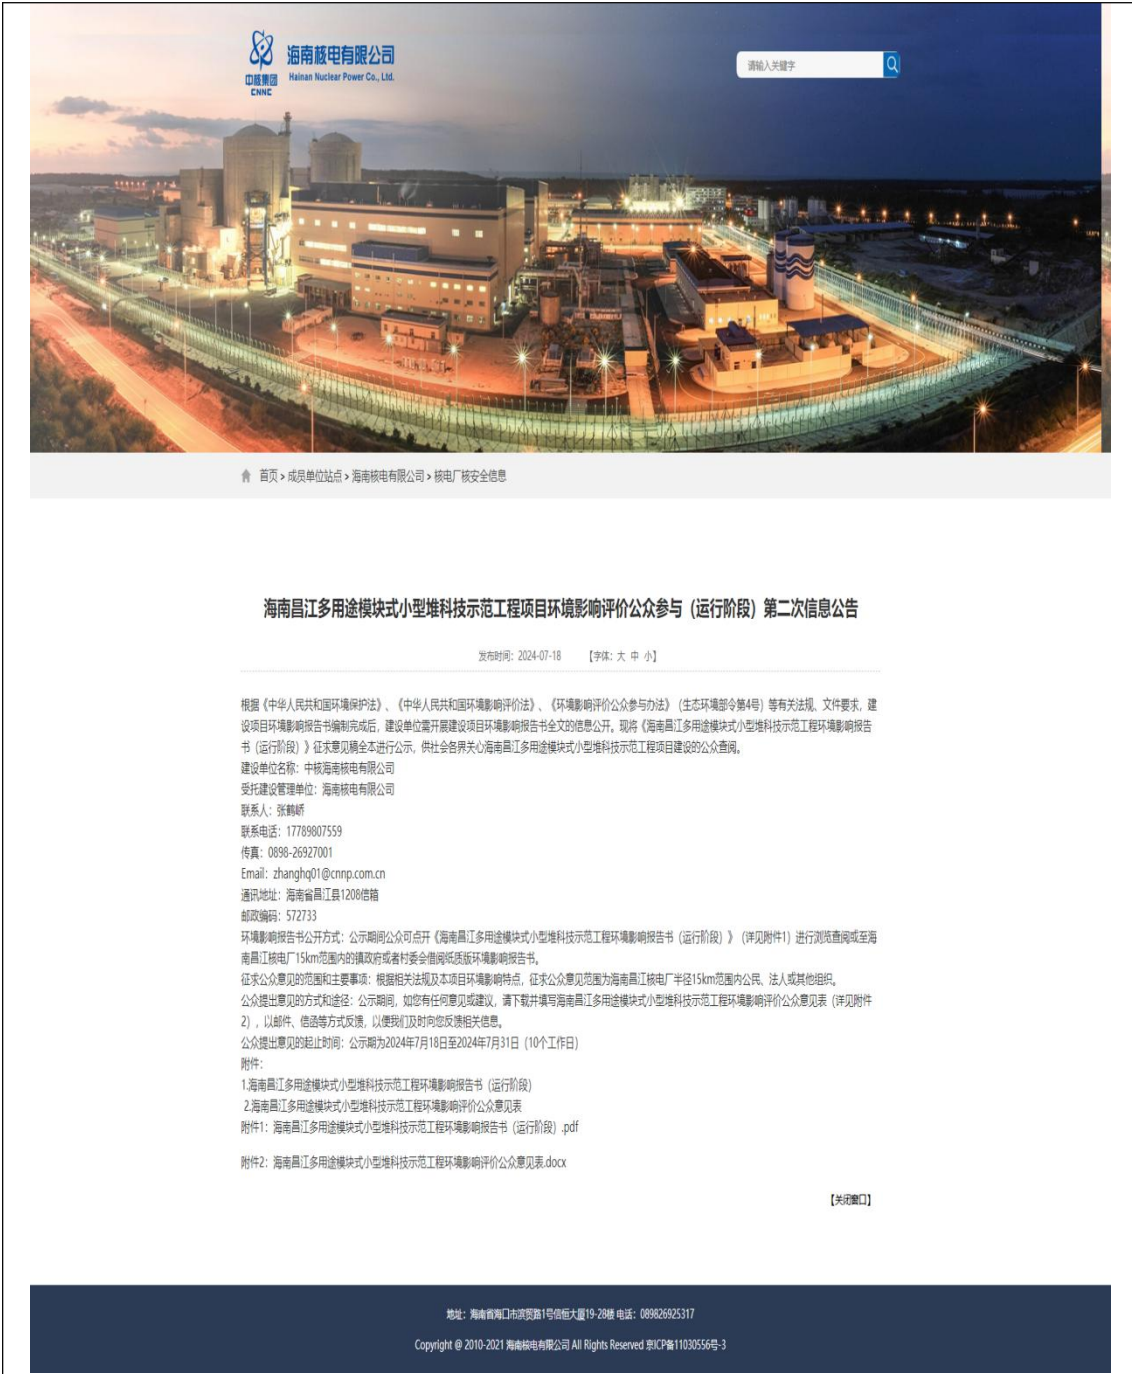 海南核电有限公司
中核集团
CNNC
Hainan Nuclear Power Co., Ltd.
请输入关键字
首页 > 成员单位站点 > 海南核电有限公司 > 核电厂核安全信息
海南昌江多用途模块式小型堆科技示范工程项目环境影响评价公众参与（运行阶段）第二次信息公告
发布时间：2024-07-18 【字体：大 中 小】
根据《中华人民共和国环境保护法》、《中华人民共和国环境影响评价法》、《环境影响评价公众参与办法》（生态环境部令第4号）等有关法规、文件要求，建
设项目环境影响报告书编制完成后，建设单位需开展建设项目环境影响报告书全文的信息公开。现将《海南昌江多用途模块式小型堆科技示范工程环境影响报告
书（运行阶段）》征求意见稿全本进行公示，供社会各界关心海南昌江多用途模块式小型堆科技示范工程项目建设的公众查阅。
建设单位名称：中核海南核电有限公司
受托建设管理单位：海南核电有限公司
联系人：张鹤峤
联系电话：17789807559
传真：0898-26927001
Email：zhanghq01@cnnp.com.cn
通讯地址：海南省昌江县1208信箱
邮政编码：572733
环境影响报告书公开方式：公示期间公众可点开《海南昌江多用途模块式小型堆科技示范工程环境影响报告书（运行阶段）》（详见附件1）进行浏览查阅或至海
南昌江核电厂15km范围内的镇政府或者村委会借阅纸质版环境影响报告书。
征求公众意见的范围和主要事项：根据相关法规及本项目环境影响特点，征求公众意见范围为海南昌江核电厂半径15km范围内公民、法人或其他组织。
公众提出意见的方式和途径：公示期间，如您有任何意见或建议，请下载并填写海南昌江多用途模块式小型堆科技示范工程环境影响评价公众意见表（详见附件
2），以邮件、信函等方式反馈，以便我们及时向您反馈相关信息。
公众提出意见的起止时间：公示期为2024年7月18日至2024年7月31日（10个工作日）
附件：
1.海南昌江多用途模块式小型堆科技示范工程环境影响报告书（运行阶段）
2.海南昌江多用途模块式小型堆科技示范工程环境影响评价公众意见表
附件1：海南昌江多用途模块式小型堆科技示范工程环境影响报告书（运行阶段）.pdf
附件2：海南昌江多用途模块式小型堆科技示范工程环境影响评价公众意见表.docx
【关闭窗口】
地址：海南省海口市滨贸路1号信恒大厦19-28楼 电话：089826925317
Copyright @ 2010-2021 海南核电有限公司 All Rights Reserved 京ICP备11030556号-3